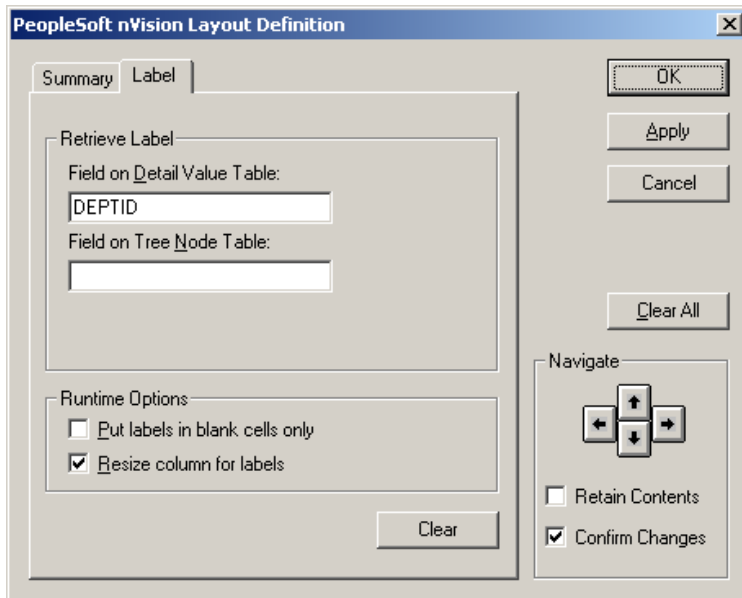 PeopleSoft nVision Layout Definition
Summary
Label
OK
Retrieve Label
Apply
Field on Detail Value Table:
Cancel
DEPTID
Field on Tree Node Table:
Clear All
Navigate
Runtime Options
Put labels in blank cells only
Resize column for labels
Retain Contents
Clear
Confirm Changes